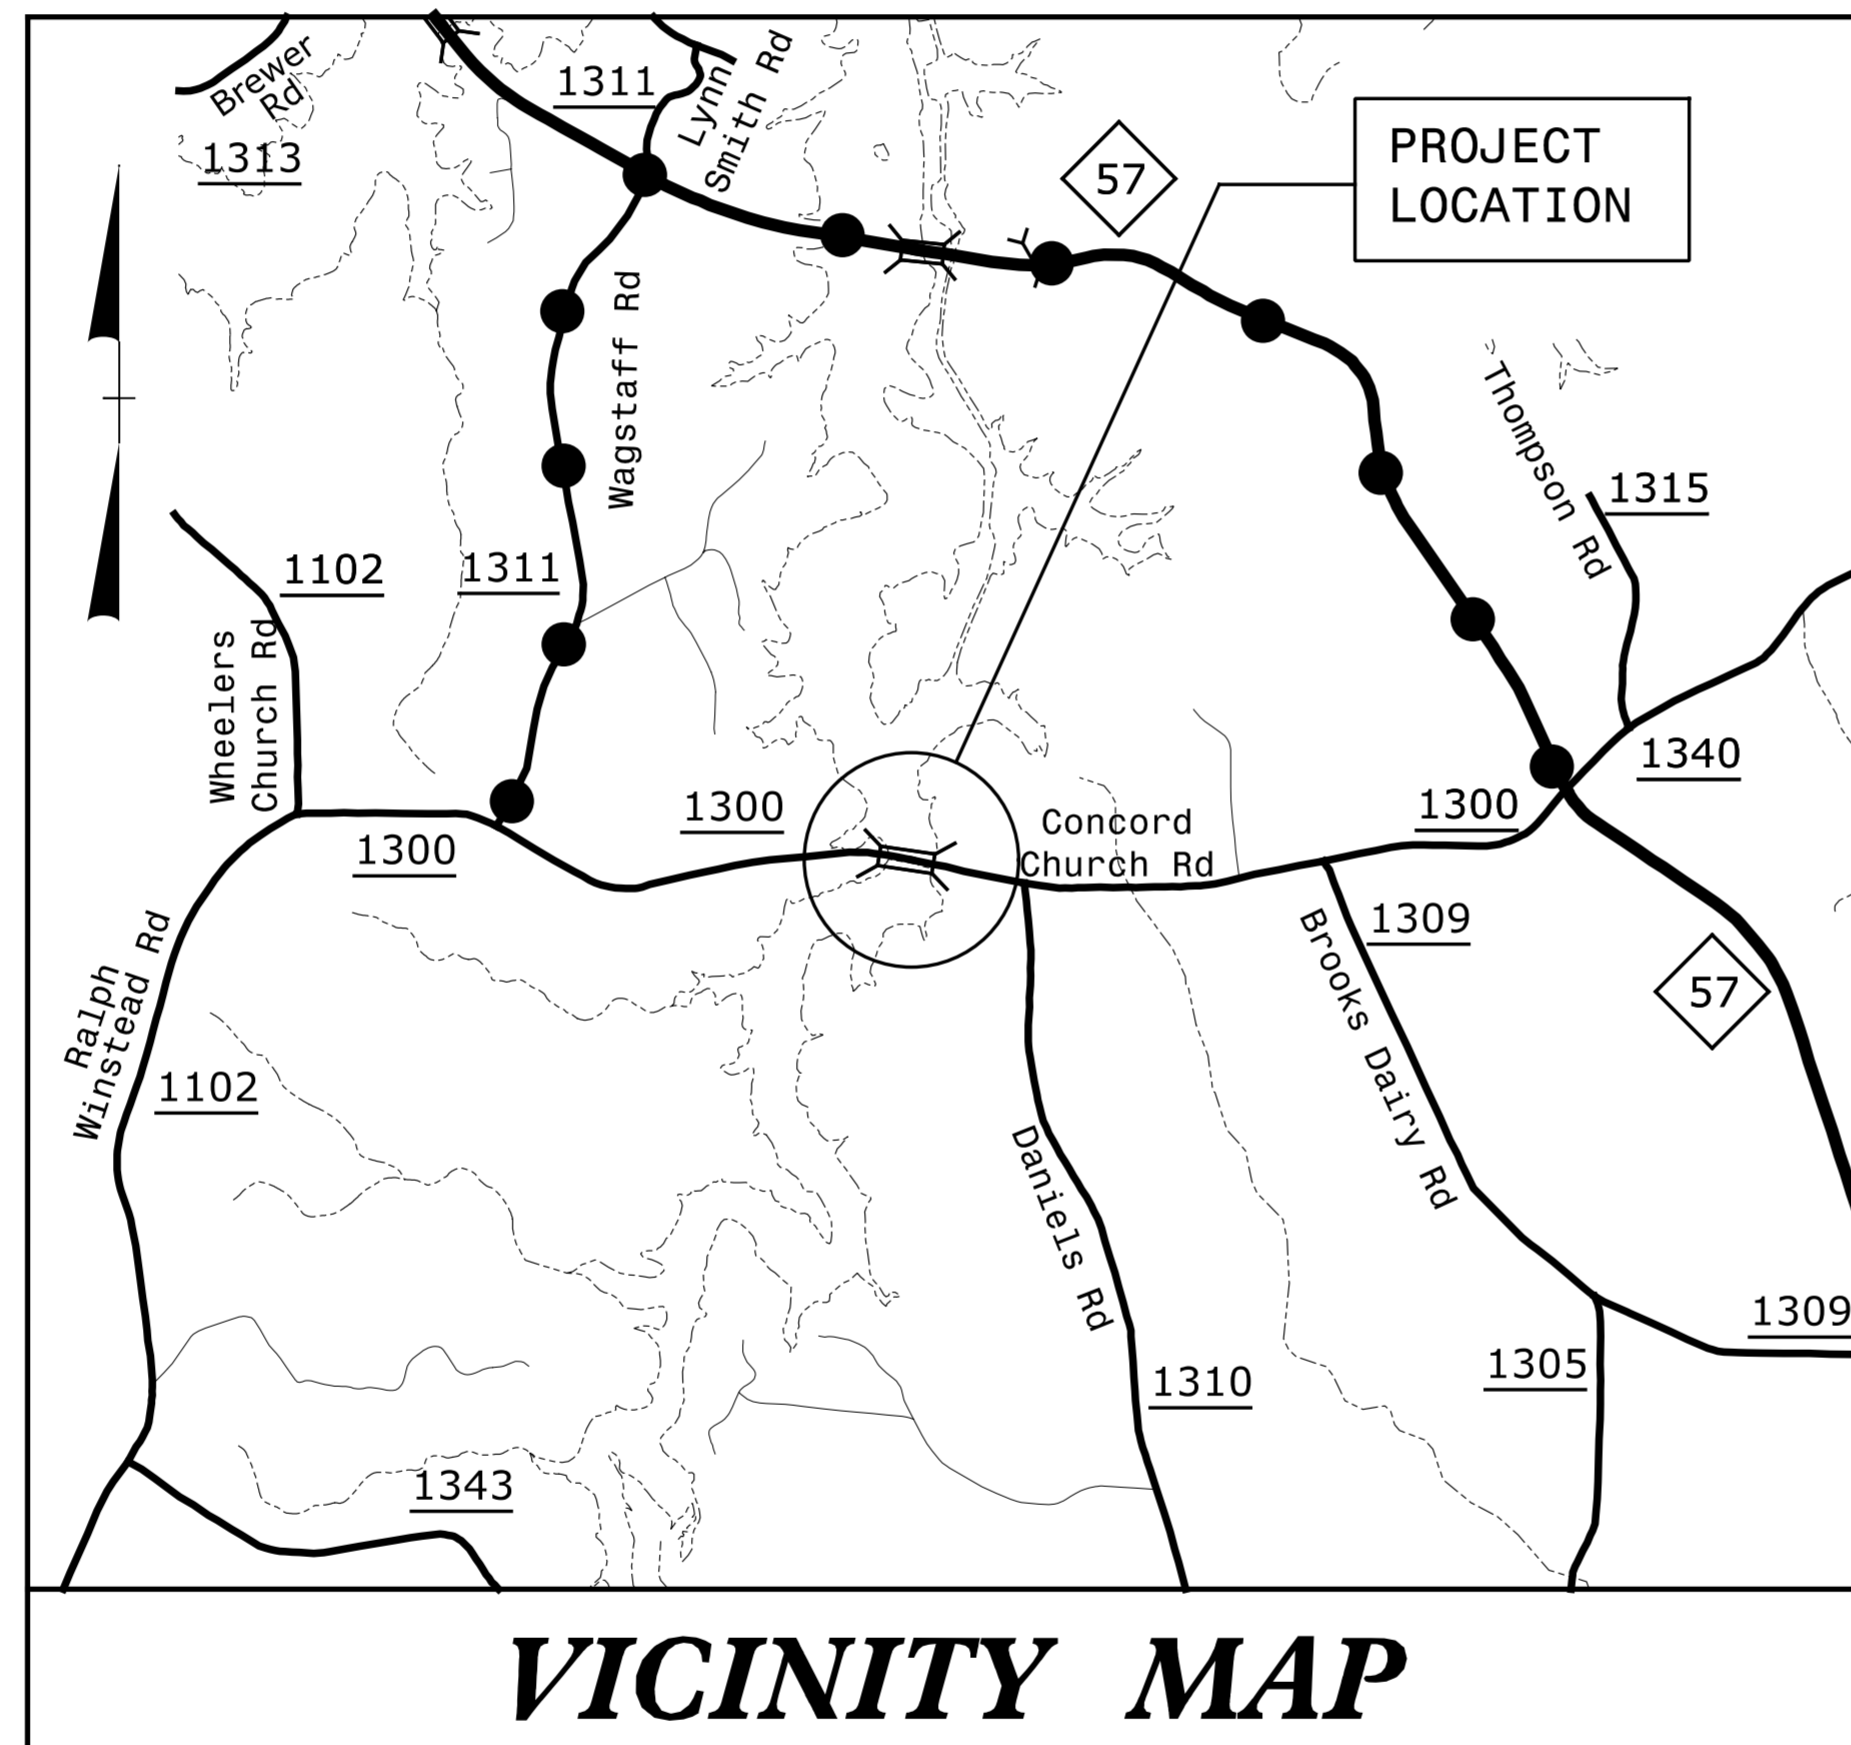 Brewer
Rd
1313
1311
Lynn
Smith Rd
57
PROJECT
LOCATION
Wagstaff Rd
Thompson Rd
1315
1102
1311
Wheelers
Church Rd
1340
1300
1300
1300
Concord
Church Rd
1309
Brooks Dairy Rd
57
Ralph
Winstead Rd
1102
Daniels Rd
1309
1305
1310
1343
VICINITY MAP